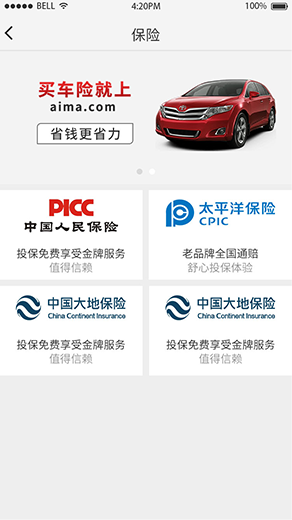 BELL 4:20PM 100%
保险
买车险就上
aima.com
省钱更省力
PICC
中国人民保险
投保免费享受金牌服务
值得信赖
太平洋保险
CPIC
老品牌全国通赔
舒心投保体验
中国大地保险
China Continent Insurance
投保免费享受金牌服务
值得信赖
中国大地保险
China Continent Insurance
投保免费享受金牌服务
值得信赖